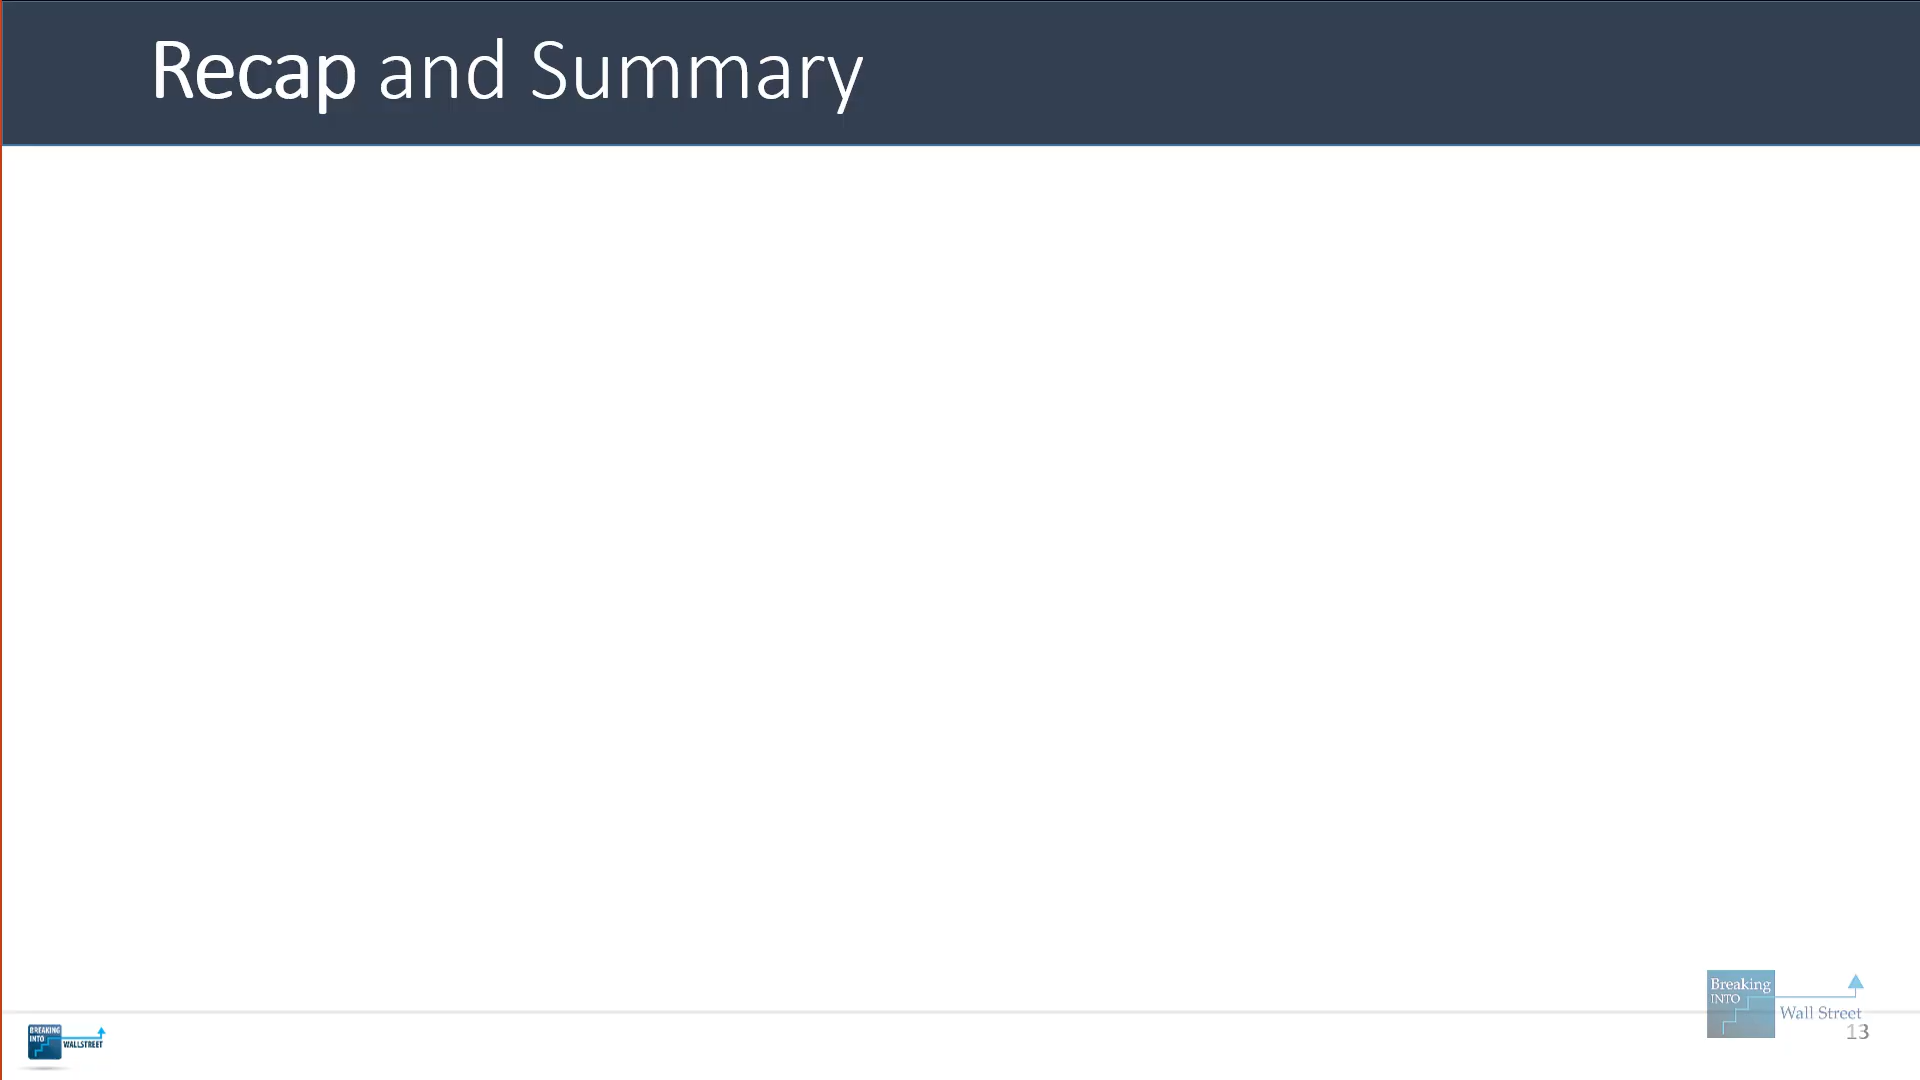 Recap and Summary
Breaking
INTO
Wall Street
13
BREAKING
INTO
WALLSTREET